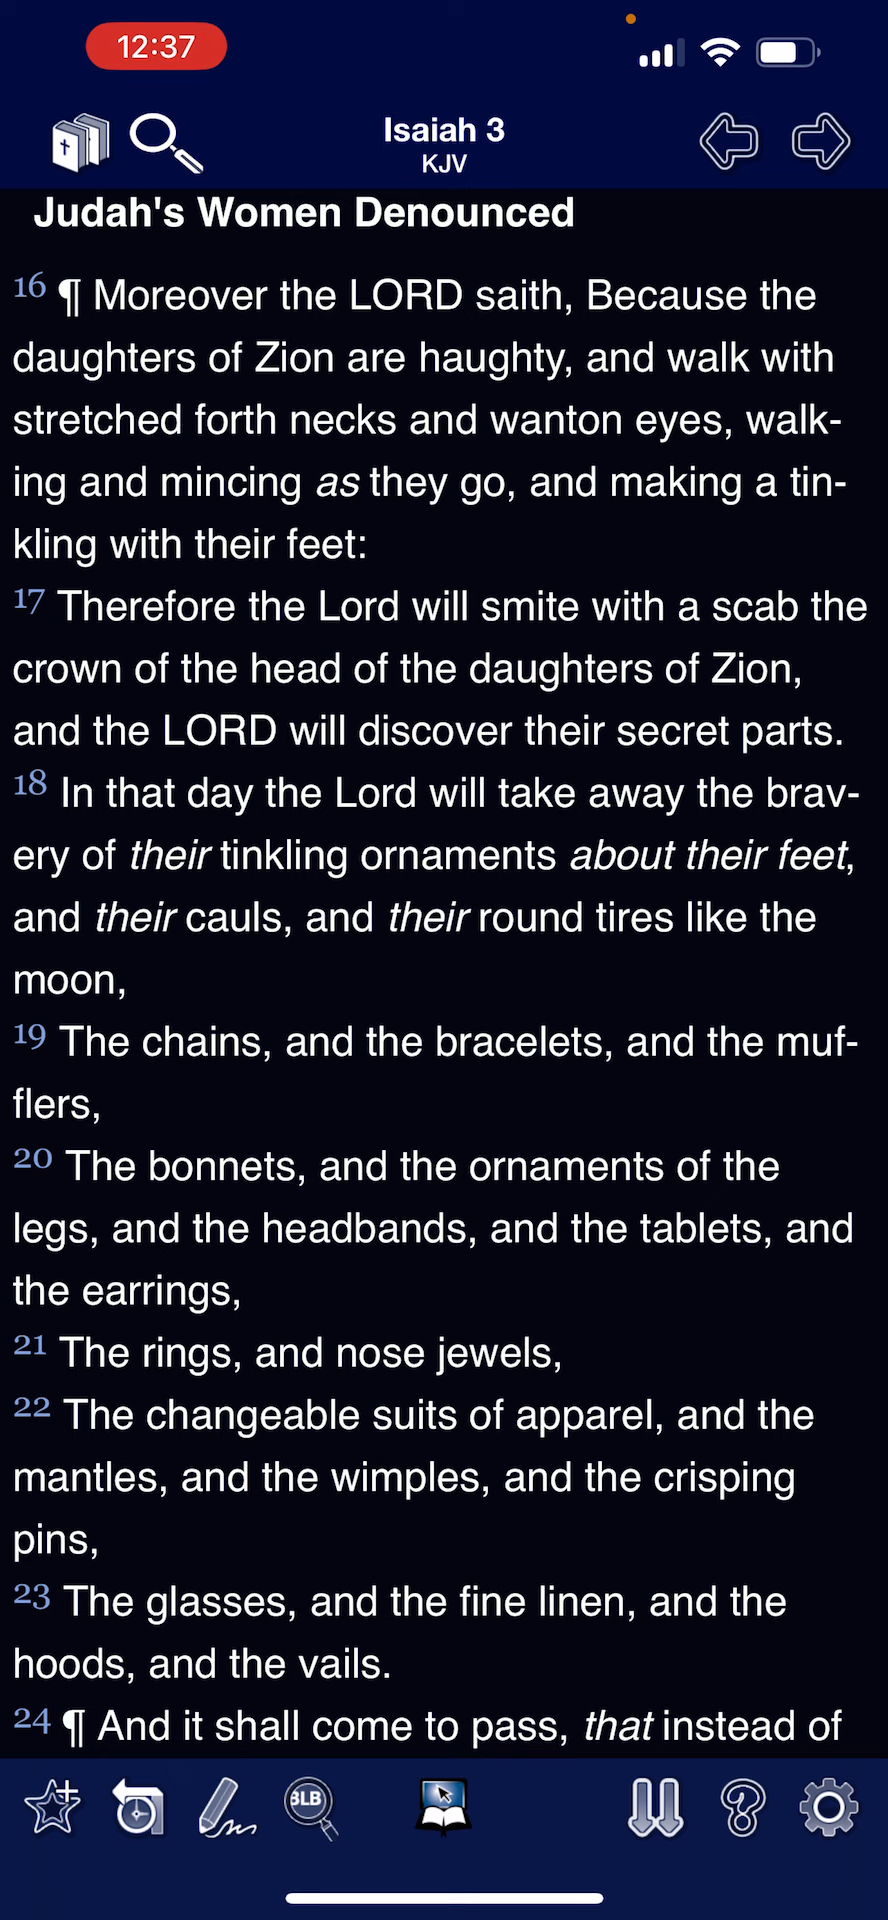 12:37
Isaiah 3
KJV
Judah's Women Denounced
16 ¶ Moreover the LORD saith, Because the
daughters of Zion are haughty, and walk with
stretched forth necks and wanton eyes, walk-
ing and mincing as they go, and making a tin-
kling with their feet:
17 Therefore the Lord will smite with a scab the
crown of the head of the daughters of Zion,
and the LORD will discover their secret parts.
18 In that day the Lord will take away the brav-
ery of their tinkling ornaments about their feet,
and their cauls, and their round tires like the
moon,
19 The chains, and the bracelets, and the muf-
flers,
20 The bonnets, and the ornaments of the
legs, and the headbands, and the tablets, and
the earrings,
21 The rings, and nose jewels,
22 The changeable suits of apparel, and the
mantles, and the wimples, and the crisping
pins,
23 The glasses, and the fine linen, and the
hoods, and the vails.
24 ¶ And it shall come to pass, that instead of
BLB